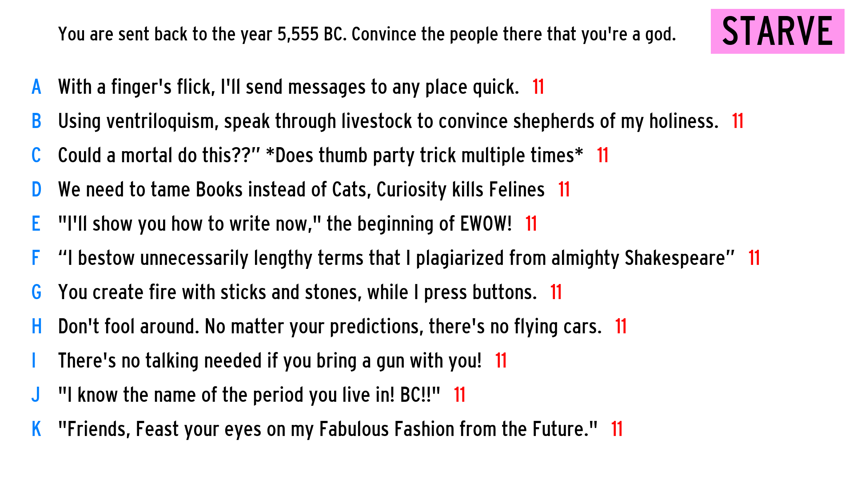 You are sent back to the year 5,555 BC. Convince the people there that you're a god.
STARVE
A With a finger's flick, I'll send messages to any place quick. 11
B Using ventriloquism, speak through livestock to convince shepherds of my holiness. 11
C Could a mortal do this??” *Does thumb party trick multiple times* 11
D We need to tame Books instead of Cats, Curiosity kills Felines 11
E "I'll show you how to write now," the beginning of EWOW! 11
F “I bestow unnecessarily lengthy terms that I plagiarized from almighty Shakespeare” 11
G You create fire with sticks and stones, while I press buttons. 11
H Don't fool around. No matter your predictions, there's no flying cars. 11
I There's no talking needed if you bring a gun with you! 11
J "I know the name of the period you live in! BC!!" 11
K "Friends, Feast your eyes on my Fabulous Fashion from the Future." 11